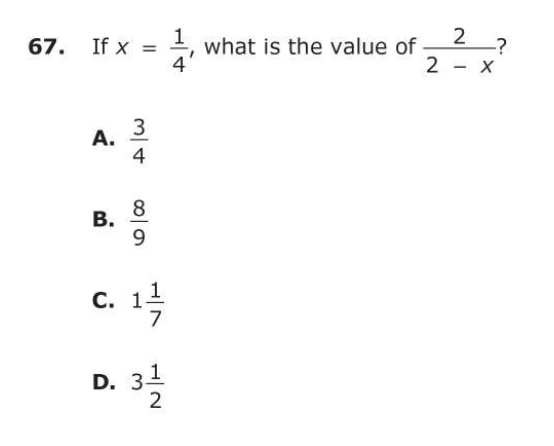 67. If x = 1/4, what is the value of 2/(2 – x)?
A. 3/4
B. 8/9
C. 1 1/7
D. 3 1/2